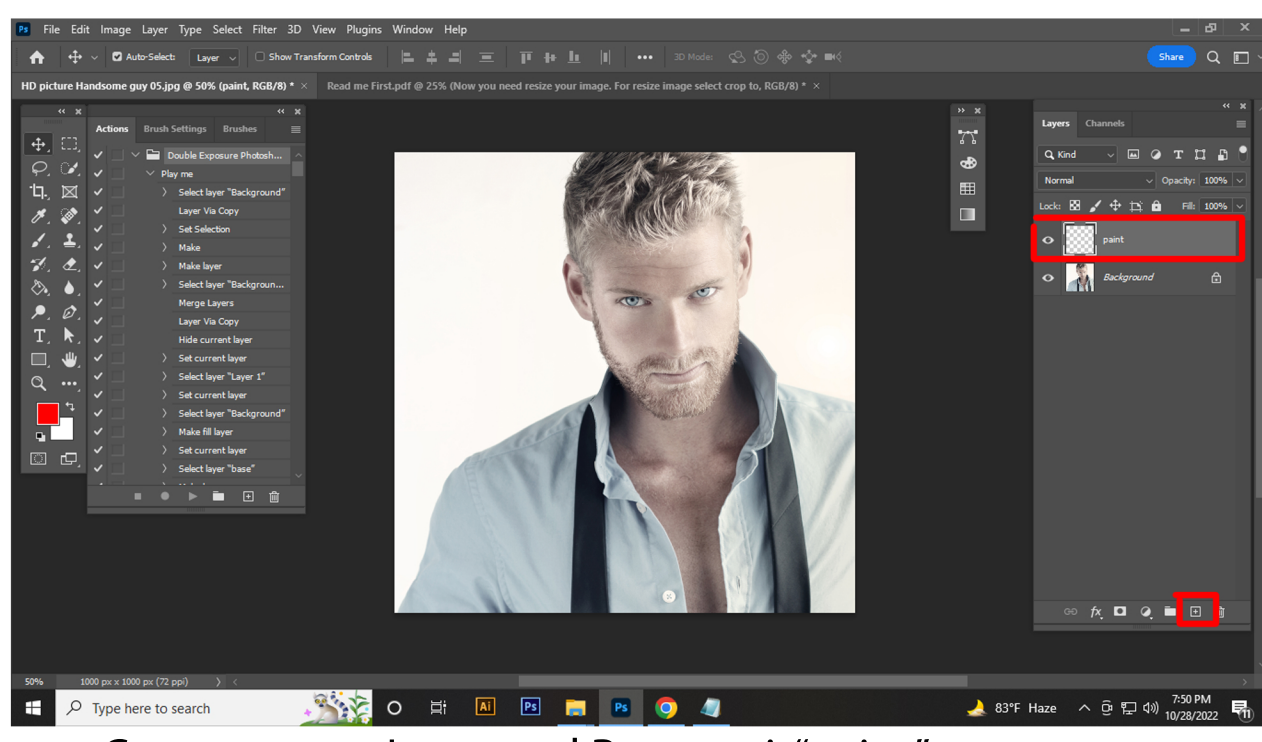 Ps File Edit Image Layer Type Select Filter 3D View Plugins Window Help
Auto-Select: Layer Show Transform Controls 3D Mode: Share
HD picture Handsome guy 05.jpg @ 50% (paint, RGB/8) * × Read me First.pdf @ 25% (Now you need resize your image. For resize image select crop to, RGB/8) * ×
Actions Brush Settings Brushes
Double Exposure Photosh...
Play me
Select layer "Background"
Layer Via Copy
Set Selection
Make
Make layer
Select layer "Backgroun...
Merge Layers
Layer Via Copy
Hide current layer
Set current layer
Select layer "Layer 1"
Set current layer
Select layer "Background"
Make fill layer
Set current layer
Select layer "base"
Layers Channels
Kind
Normal Opacity: 100%
Lock: Fill: 100%
paint
Background
50% 1000 px x 1000 px (72 ppi)
Type here to search
Ai Ps Ps
83°F Haze
7:50 PM
10/28/2022
11